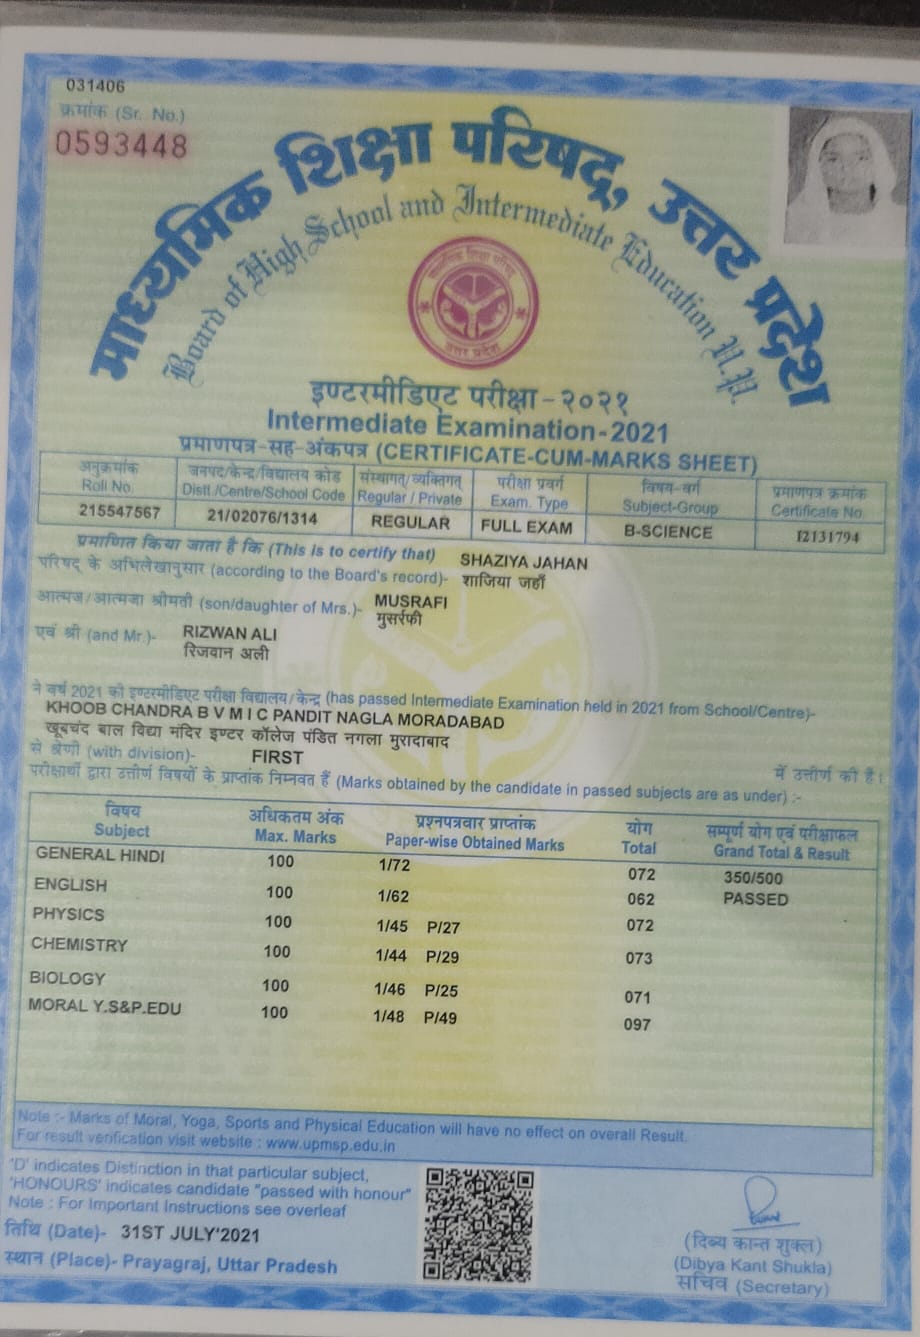 031406
क्रमांक (Sr. No.)
0593448
माध्यमिक शिक्षा परिषद्, उत्तर प्रदेश
Board of High School and Intermediate Education U.P.
माध्यमिक शिक्षा परिषद्
उत्तर प्रदेश
इण्टरमीडिएट परीक्षा-२०२१
Intermediate Examination-2021
प्रमाणपत्र-सह-अंकपत्र (CERTIFICATE-CUM-MARKS SHEET)
अनुक्रमांक जनपद/केन्द्र/विद्यालय कोड संस्थागत/व्यक्तिगत् परीक्षा प्रवर्ग विषय-वर्ग प्रमाणपत्र क्रमांक
Roll No. Distt./Centre/School Code Regular / Private Exam. Type Subject-Group Certificate No.
215547567 21/02076/1314 REGULAR FULL EXAM B-SCIENCE 12131794
प्रमाणित किया जाता है कि (This is to certify that) SHAZIYA JAHAN
परिषद् के अभिलेखानुसार (according to the Board's record)- शाजिया जहाँ
आत्मज/आत्मजा श्रीमती (son/daughter of Mrs.)- MUSRAFI
मुसर्रफी
एवं श्री (and Mr.)- RIZWAN ALI
रिजवान अली
ने वर्ष 2021 की इण्टरमीडिएट परीक्षा विद्यालय/केन्द्र (has passed Intermediate Examination held in 2021 from School/Centre)-
KHOOB CHANDRA B V M I C PANDIT NAGLA MORADABAD
खूबचंद बाल विद्या मंदिर इण्टर कॉलेज पंडित नगला मुरादाबाद
से श्रेणी (with division)- FIRST में उत्तीर्ण की है।
परीक्षार्थी द्वारा उत्तीर्ण विषयों के प्राप्तांक निम्नवत हैं (Marks obtained by the candidate in passed subjects are as under) :-
विषय अधिकतम अंक प्रश्नपत्रवार प्राप्तांक योग सम्पूर्ण योग एवं परीक्षाफल
Subject Max. Marks Paper-wise Obtained Marks Total Grand Total & Result
GENERAL HINDI 100 1/72 072 350/500
ENGLISH 100 1/62 062 PASSED
PHYSICS 100 1/45 P/27 072
CHEMISTRY 100 1/44 P/29 073
BIOLOGY 100 1/46 P/25 071
MORAL Y.S&P.EDU 100 1/48 P/49 097
Note :- Marks of Moral, Yoga, Sports and Physical Education will have no effect on overall Result.
For result verification visit website : www.upmsp.edu.in
'D' indicates Distinction in that particular subject,
'HONOURS' indicates candidate "passed with honour"
Note : For Important Instructions see overleaf
तिथि (Date)- 31ST JULY'2021
स्थान (Place)- Prayagraj, Uttar Pradesh
(दिब्य कान्त शुक्ल)
(Dibya Kant Shukla)
सचिव (Secretary)